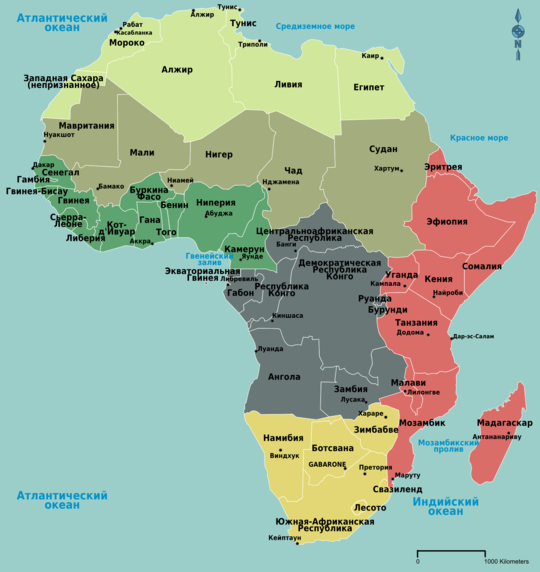 Атлантический
океан
Рабат
Касабланка
Мороко
Алжир
Тунис
Тунис
Средиземное море
Триполи
Каир
N
Алжир
Ливия
Египет
Западная Сахара
(непризнанное)
Мавритания
Нуакшот
Мали
Нигер
Чад
Судан
Красное море
Хартум
Эритрея
Дакар
Сенегал
Гамбия
Гвинея-Бисау
Бамако
Ниамей
Нджамена
Буркина
Фасо
Гвинея
Бенин
Ниперия
Абуджа
Эфиопия
Сьерра-
Леоне
Кот-
д'Ивуар
Гана
Того
Либерия
Аккра
Центральноафриканская
Республика
Камерун
Банги
Яунде
Гвенейский
залив
Сомалия
Экваториальная
Гвинея
Либревиль
Демократическая
Республика
Конго
Уганда
Кампала
Кения
Найроби
Габон
Республика
Конго
Руанда
Бурунди
Киншаса
Танзания
Додома
Дар-эс-Салам
Луанда
Ангола
Замбия
Лусака
Малави
Лилонгве
Хараре
Мозамбик
Зимбабве
Мадагаскар
Антананариву
Намибия
Виндхук
Ботсвана
GABARONE
Мозамбикский
пролив
Претория
Маруту
Свазиленд
Атлантический
океан
Индийский
океан
Лесото
Южная-Африканская
Республика
Кейптаун
0
1000 Kilometers